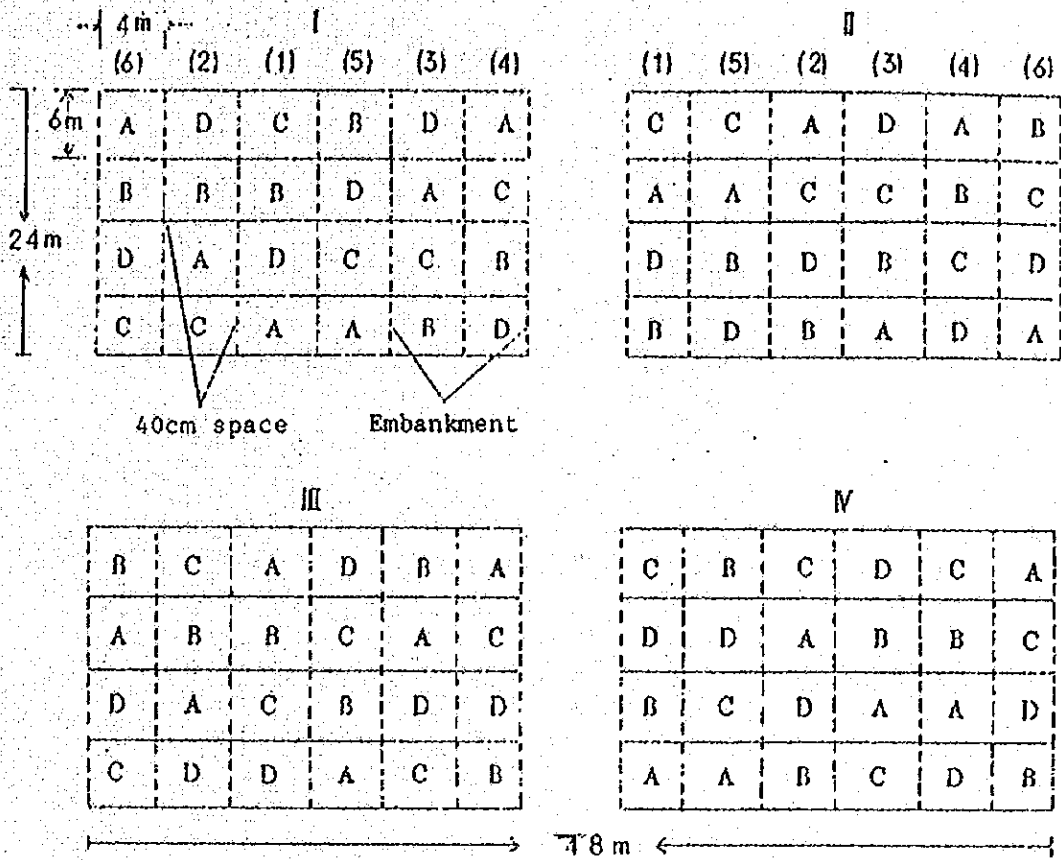 4m I II
(6) (2) (1) (5) (3) (4) (1) (5) (2) (3) (4) (6)
6m A D C B D A C C A D A B
B B B D A C A A C C B C
24m D A D C C B D B D B C D
C C A A B D B D B A D A
40cm space Embankment
III IV
B C A D B A C B C D C A
A B B C A C D D A B B C
D A C B D D B C D A A D
C D D A C B A A B C D B
48m